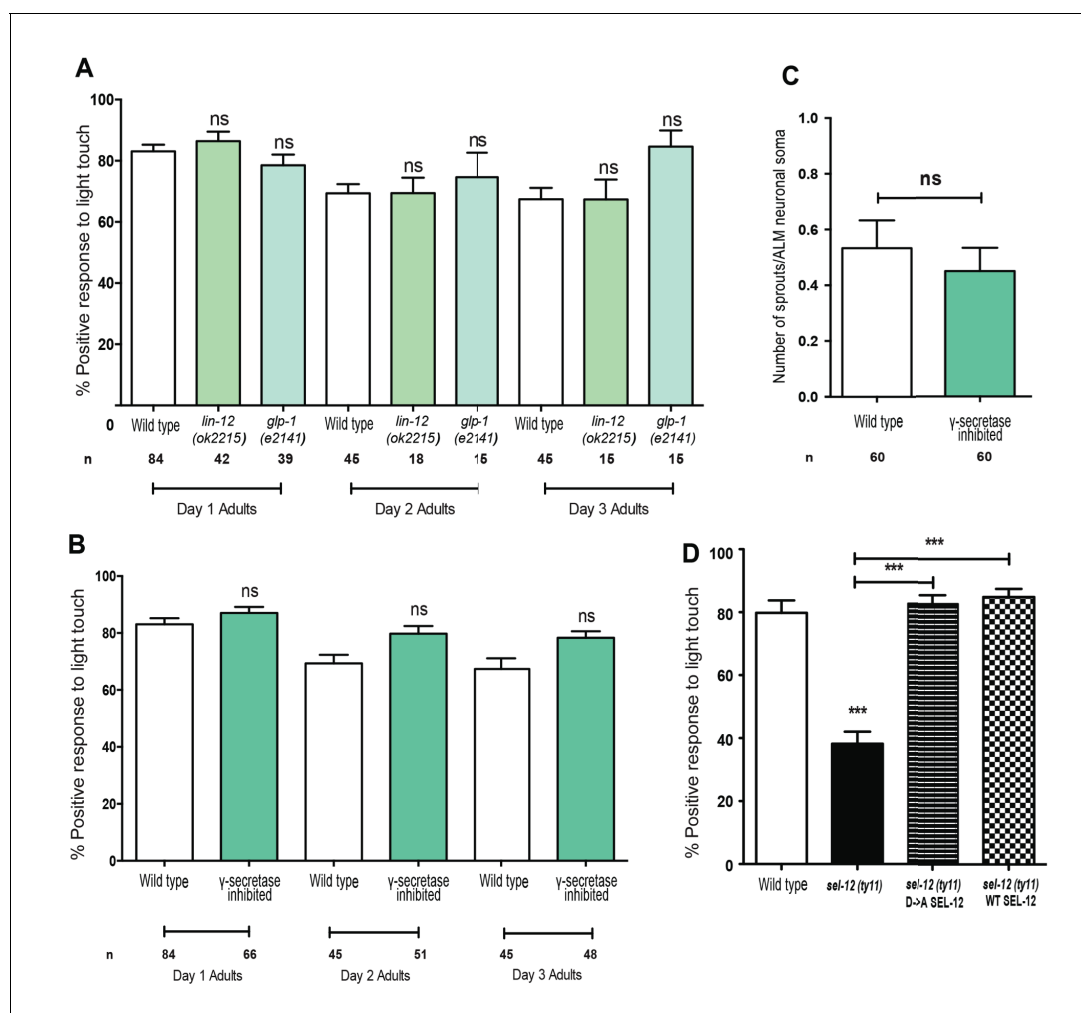 A
% Positive response to light touch
100
80
60
40
20
0
ns
ns
ns
ns
ns
ns
Wild type
lin-12 (ok2215)
glp-1 (e2141)
Wild type
lin-12 (ok2215)
glp-1 (e2141)
Wild type
lin-12 (ok2215)
glp-1 (e2141)
n 84 42 39 45 18 15 45 15 15
Day 1 Adults
Day 2 Adults
Day 3 Adults
C
Number of sprouts/ALM neuronal soma
1.0
0.8
0.6
0.4
0.2
0.0
ns
Wild type
γ-secretase
inhibited
n 60 60
B
% Positive response to light touch
100
80
60
40
20
0
ns
ns
ns
Wild type
γ-secretase
inhibited
Wild type
γ-secretase
inhibited
Wild type
γ-secretase
inhibited
n 84 66 45 51 45 48
Day 1 Adults
Day 2 Adults
Day 3 Adults
D
% Positive response to light touch
100
80
60
40
20
0
***
***
***
Wild type
sel-12 (ty11)
sel-12 (ty11)
D->A SEL-12
sel-12 (ty11)
WT SEL-12